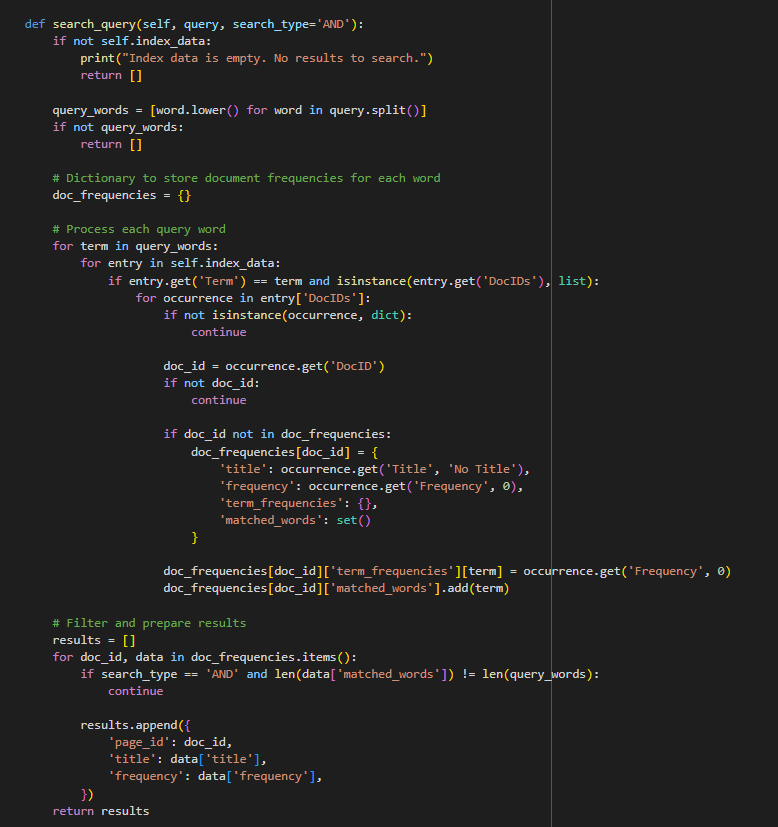 def search_query(self, query, search_type='AND'):
    if not self.index_data:
        print("Index data is empty. No results to search.")
        return []

    query_words = [word.lower() for word in query.split()]
    if not query_words:
        return []

    # Dictionary to store document frequencies for each word
    doc_frequencies = {}

    # Process each query word
    for term in query_words:
        for entry in self.index_data:
            if entry.get('Term') == term and isinstance(entry.get('DocIDs'), list):
                for occurrence in entry['DocIDs']:
                    if not isinstance(occurrence, dict):
                        continue

                    doc_id = occurrence.get('DocID')
                    if not doc_id:
                        continue

                    if doc_id not in doc_frequencies:
                        doc_frequencies[doc_id] = {
                            'title': occurrence.get('Title', 'No Title'),
                            'frequency': occurrence.get('Frequency', 0),
                            'term_frequencies': {},
                            'matched_words': set()
                        }

                    doc_frequencies[doc_id]['term_frequencies'][term] = occurrence.get('Frequency', 0)
                    doc_frequencies[doc_id]['matched_words'].add(term)

    # Filter and prepare results
    results = []
    for doc_id, data in doc_frequencies.items():
        if search_type == 'AND' and len(data['matched_words']) != len(query_words):
            continue

        results.append({
            'page_id': doc_id,
            'title': data['title'],
            'frequency': data['frequency'],
        })
    return results